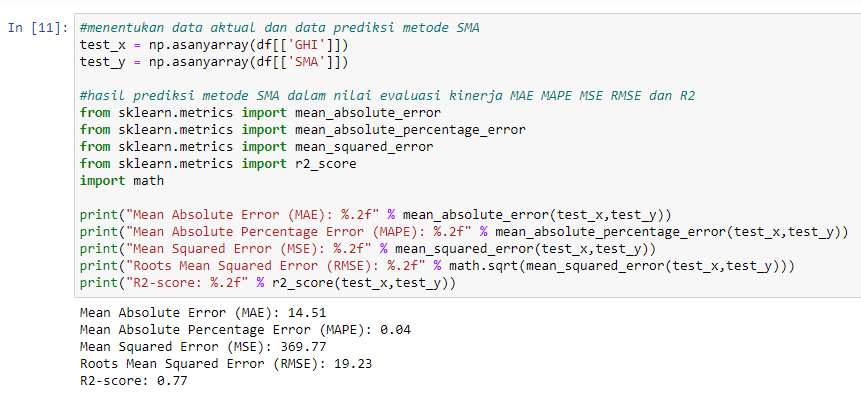 In [11]: #menentukan data aktual dan data prediksi metode SMA
test_x = np.asanyarray(df[['GHI']])
test_y = np.asanyarray(df[['SMA']])
#hasil prediksi metode SMA dalam nilai evaluasi kinerja MAE MAPE MSE RMSE dan R2
from sklearn.metrics import mean_absolute_error
from sklearn.metrics import mean_absolute_percentage_error
from sklearn.metrics import mean_squared_error
from sklearn.metrics import r2_score
import math
print("Mean Absolute Error (MAE): %.2f" % mean_absolute_error(test_x,test_y))
print("Mean Absolute Percentage Error (MAPE): %.2f" % mean_absolute_percentage_error(test_x,test_y))
print("Mean Squared Error (MSE): %.2f" % mean_squared_error(test_x,test_y))
print("Roots Mean Squared Error (RMSE): %.2f" % math.sqrt(mean_squared_error(test_x,test_y)))
print("R2-score: %.2f" % r2_score(test_x,test_y))
Mean Absolute Error (MAE): 14.51
Mean Absolute Percentage Error (MAPE): 0.04
Mean Squared Error (MSE): 369.77
Roots Mean Squared Error (RMSE): 19.23
R2-score: 0.77